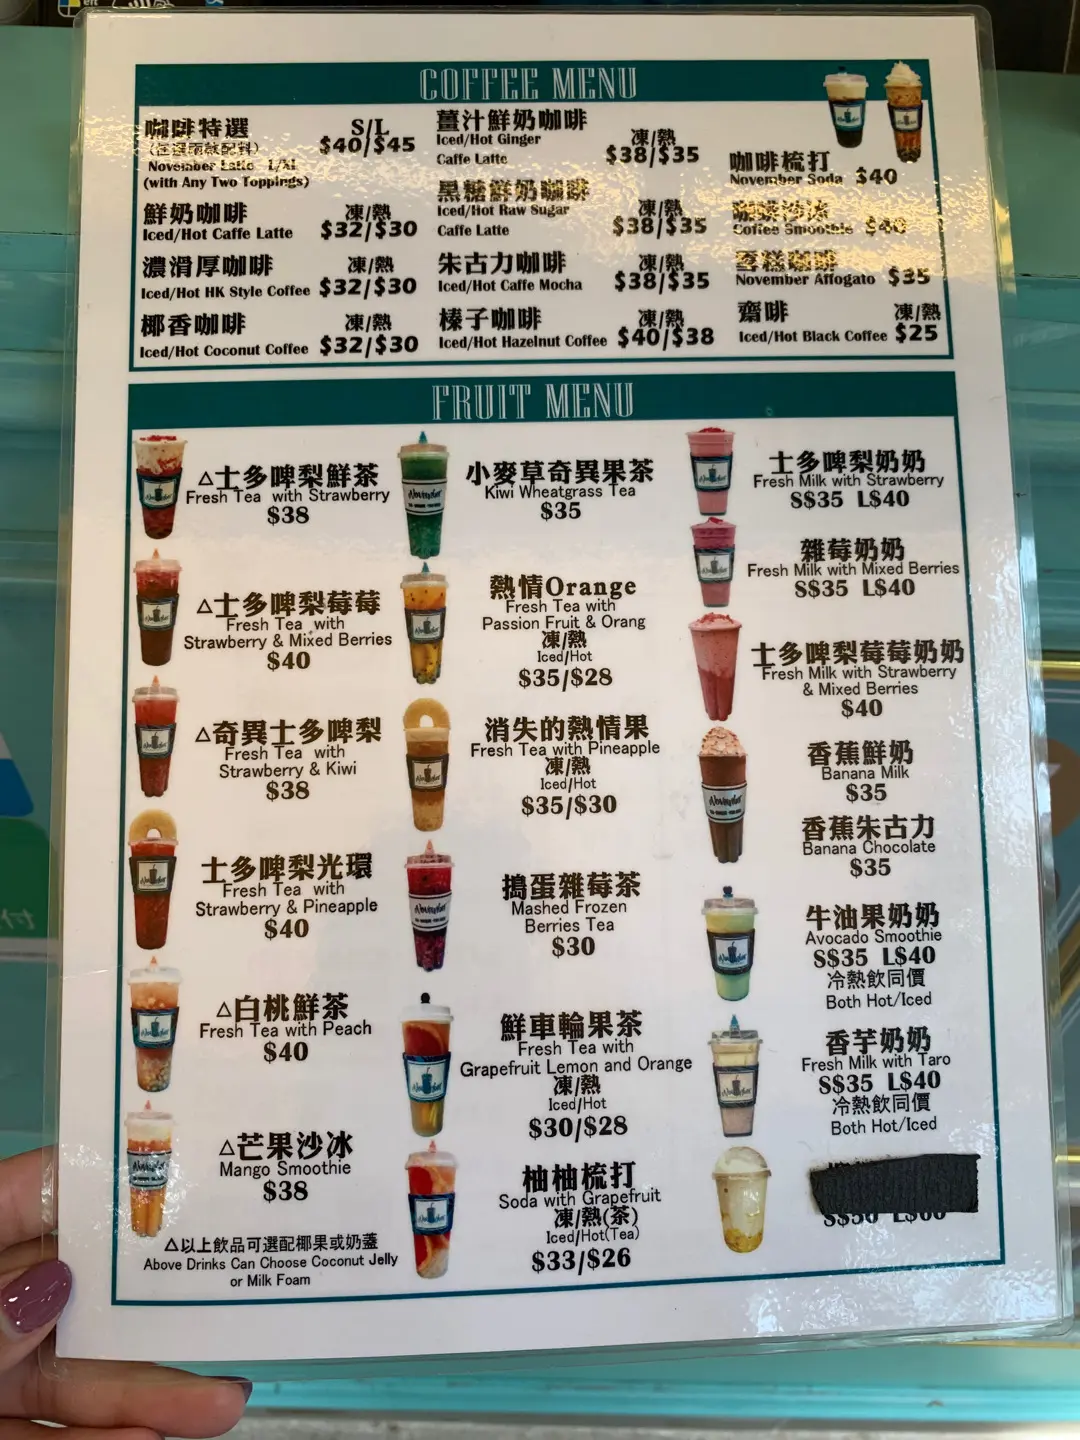 COFFEE MENU
咖啡特選
(任選兩款配料)
November Latte L/XL
(with Any Two Toppings)
S/L
$40/$45
鮮奶咖啡
Iced/Hot Caffe Latte
凍/熱
$32/$30
濃滑厚咖啡
Iced/Hot HK Style Coffee
凍/熱
$32/$30
椰香咖啡
Iced/Hot Coconut Coffee
凍/熱
$32/$30
薑汁鮮奶咖啡
Iced/Hot Ginger
Caffe Latte
凍/熱
$38/$35
黑糖鮮奶咖啡
Iced/Hot Raw Sugar
Caffe Latte
凍/熱
$38/$35
朱古力咖啡
Iced/Hot Caffe Mocha
凍/熱
$38/$35
榛子咖啡
Iced/Hot Hazelnut Coffee
凍/熱
$40/$38
咖啡梳打
November Soda $40
咖啡沙冰
Coffee Smoothie $40
雪糕咖啡
November Affogato $35
齋啡
Iced/Hot Black Coffee
凍/熱
$25
FRUIT MENU
△士多啤梨鮮茶
Fresh Tea with Strawberry
$38
△士多啤梨莓莓
Fresh Tea with
Strawberry & Mixed Berries
$40
△奇異士多啤梨
Fresh Tea with
Strawberry & Kiwi
$38
士多啤梨光環
Fresh Tea with
Strawberry & Pineapple
$40
△白桃鮮茶
Fresh Tea with Peach
$40
△芒果沙冰
Mango Smoothie
$38
△以上飲品可選配椰果或奶蓋
Above Drinks Can Choose Coconut Jelly
or Milk Foam
小麥草奇異果茶
Kiwi Wheatgrass Tea
$35
熱情Orange
Fresh Tea with
Passion Fruit & Orang
凍/熱
Iced/Hot
$35/$28
消失的熱情果
Fresh Tea with Pineapple
凍/熱
Iced/Hot
$35/$30
搗蛋雜莓茶
Mashed Frozen
Berries Tea
$30
鮮車輪果茶
Fresh Tea with
Grapefruit Lemon and Orange
凍/熱
Iced/Hot
$30/$28
柚柚梳打
Soda with Grapefruit
凍/熱(茶)
Iced/Hot(Tea)
$33/$26
士多啤梨奶奶
Fresh Milk with Strawberry
S$35 L$40
雜莓奶奶
Fresh Milk with Mixed Berries
S$35 L$40
士多啤梨莓莓奶奶
Fresh Milk with Strawberry
& Mixed Berries
$40
香蕉鮮奶
Banana Milk
$35
香蕉朱古力
Banana Chocolate
$35
牛油果奶奶
Avocado Smoothie
S$35 L$40
冷熱飲同價
Both Hot/Iced
香芋奶奶
Fresh Milk with Taro
S$35 L$40
冷熱飲同價
Both Hot/Iced